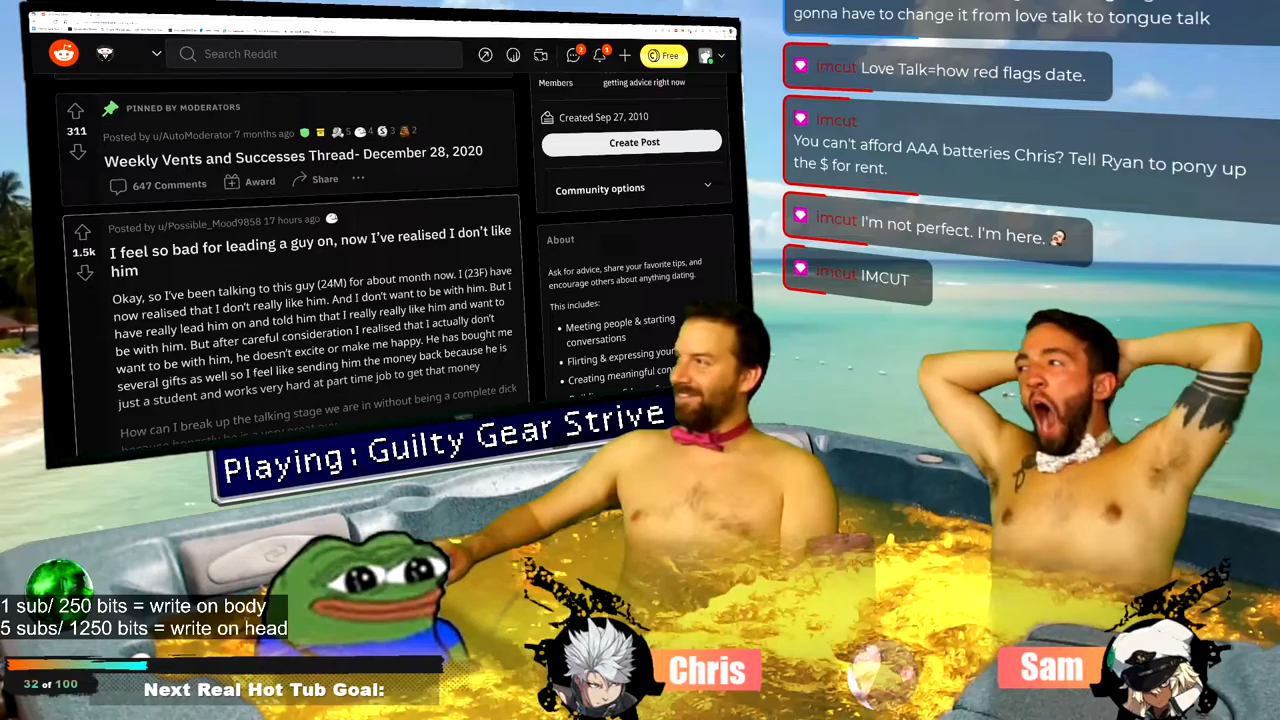 Search Reddit
2
1
Free
PINNED BY MODERATORS
311
Posted by u/AutoModerator 7 months ago
5 4 3 2
Weekly Vents and Successes Thread- December 28, 2020
647 Comments Award Share
Posted by u/Possible_Mood9858 17 hours ago
1.5k
I feel so bad for leading a guy on, now I've realised I don't like
him
Okay, so I've been talking to this guy (24M) for about month now. I (23F) have
now realised that I don't really like him. And I don't want to be with him. But I
have really lead him on and told him that I really really like him and want to
be with him. But after careful consideration I realised that I actually don't
want to be with him, he doesn't excite or make me happy. He has bought me
several gifts as well so I feel like sending him the money back because he is
just a student and works very hard at part time job to get that money
How can I break up the talking stage we are in without being a complete dick
because honestly he is a very great guy
Members
getting advice right now
Created Sep 27, 2010
Create Post
Community options
About
Ask for advice, share your favorite tips, and
encourage others about anything dating.
This includes:
• Meeting people & starting
conversations
• Flirting & expressing your
• Creating meaningful con
Playing: Guilty Gear Strive
gonna have to change it from love talk to tongue talk
imcut Love Talk=how red flags date.
imcut
You can't afford AAA batteries Chris? Tell Ryan to pony up
the $ for rent.
imcut I'm not perfect. I'm here.
imcut IMCUT
1 sub/ 250 bits = write on body
5 subs/ 1250 bits = write on head
32 of 100
Next Real Hot Tub Goal:
Chris
Sam